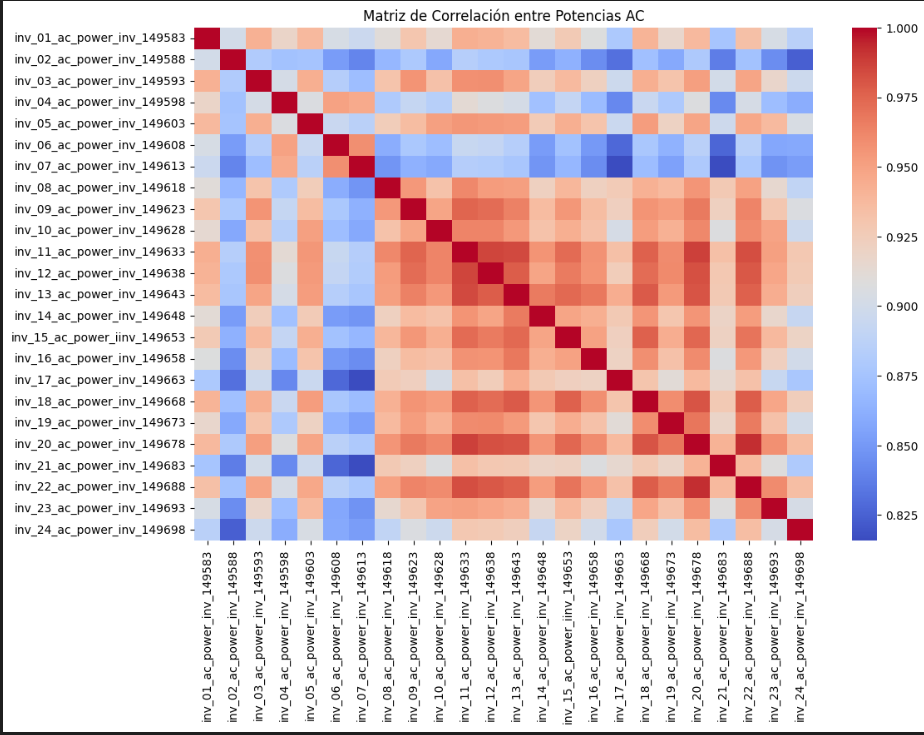 Matriz de Correlación entre Potencias AC
inv_01_ac_power_inv_149583
inv_02_ac_power_inv_149588
inv_03_ac_power_inv_149593
inv_04_ac_power_inv_149598
inv_05_ac_power_inv_149603
inv_06_ac_power_inv_149608
inv_07_ac_power_inv_149613
inv_08_ac_power_inv_149618
inv_09_ac_power_inv_149623
inv_10_ac_power_inv_149628
inv_11_ac_power_inv_149633
inv_12_ac_power_inv_149638
inv_13_ac_power_inv_149643
inv_14_ac_power_inv_149648
inv_15_ac_power_iinv_149653
inv_16_ac_power_inv_149658
inv_17_ac_power_inv_149663
inv_18_ac_power_inv_149668
inv_19_ac_power_inv_149673
inv_20_ac_power_inv_149678
inv_21_ac_power_inv_149683
inv_22_ac_power_inv_149688
inv_23_ac_power_inv_149693
inv_24_ac_power_inv_149698
inv_01_ac_power_inv_149583
inv_02_ac_power_inv_149588
inv_03_ac_power_inv_149593
inv_04_ac_power_inv_149598
inv_05_ac_power_inv_149603
inv_06_ac_power_inv_149608
inv_07_ac_power_inv_149613
inv_08_ac_power_inv_149618
inv_09_ac_power_inv_149623
inv_10_ac_power_inv_149628
inv_11_ac_power_inv_149633
inv_12_ac_power_inv_149638
inv_13_ac_power_inv_149643
inv_14_ac_power_inv_149648
inv_15_ac_power_iinv_149653
inv_16_ac_power_inv_149658
inv_17_ac_power_inv_149663
inv_18_ac_power_inv_149668
inv_19_ac_power_inv_149673
inv_20_ac_power_inv_149678
inv_21_ac_power_inv_149683
inv_22_ac_power_inv_149688
inv_23_ac_power_inv_149693
inv_24_ac_power_inv_149698
1.000
0.975
0.950
0.925
0.900
0.875
0.850
0.825